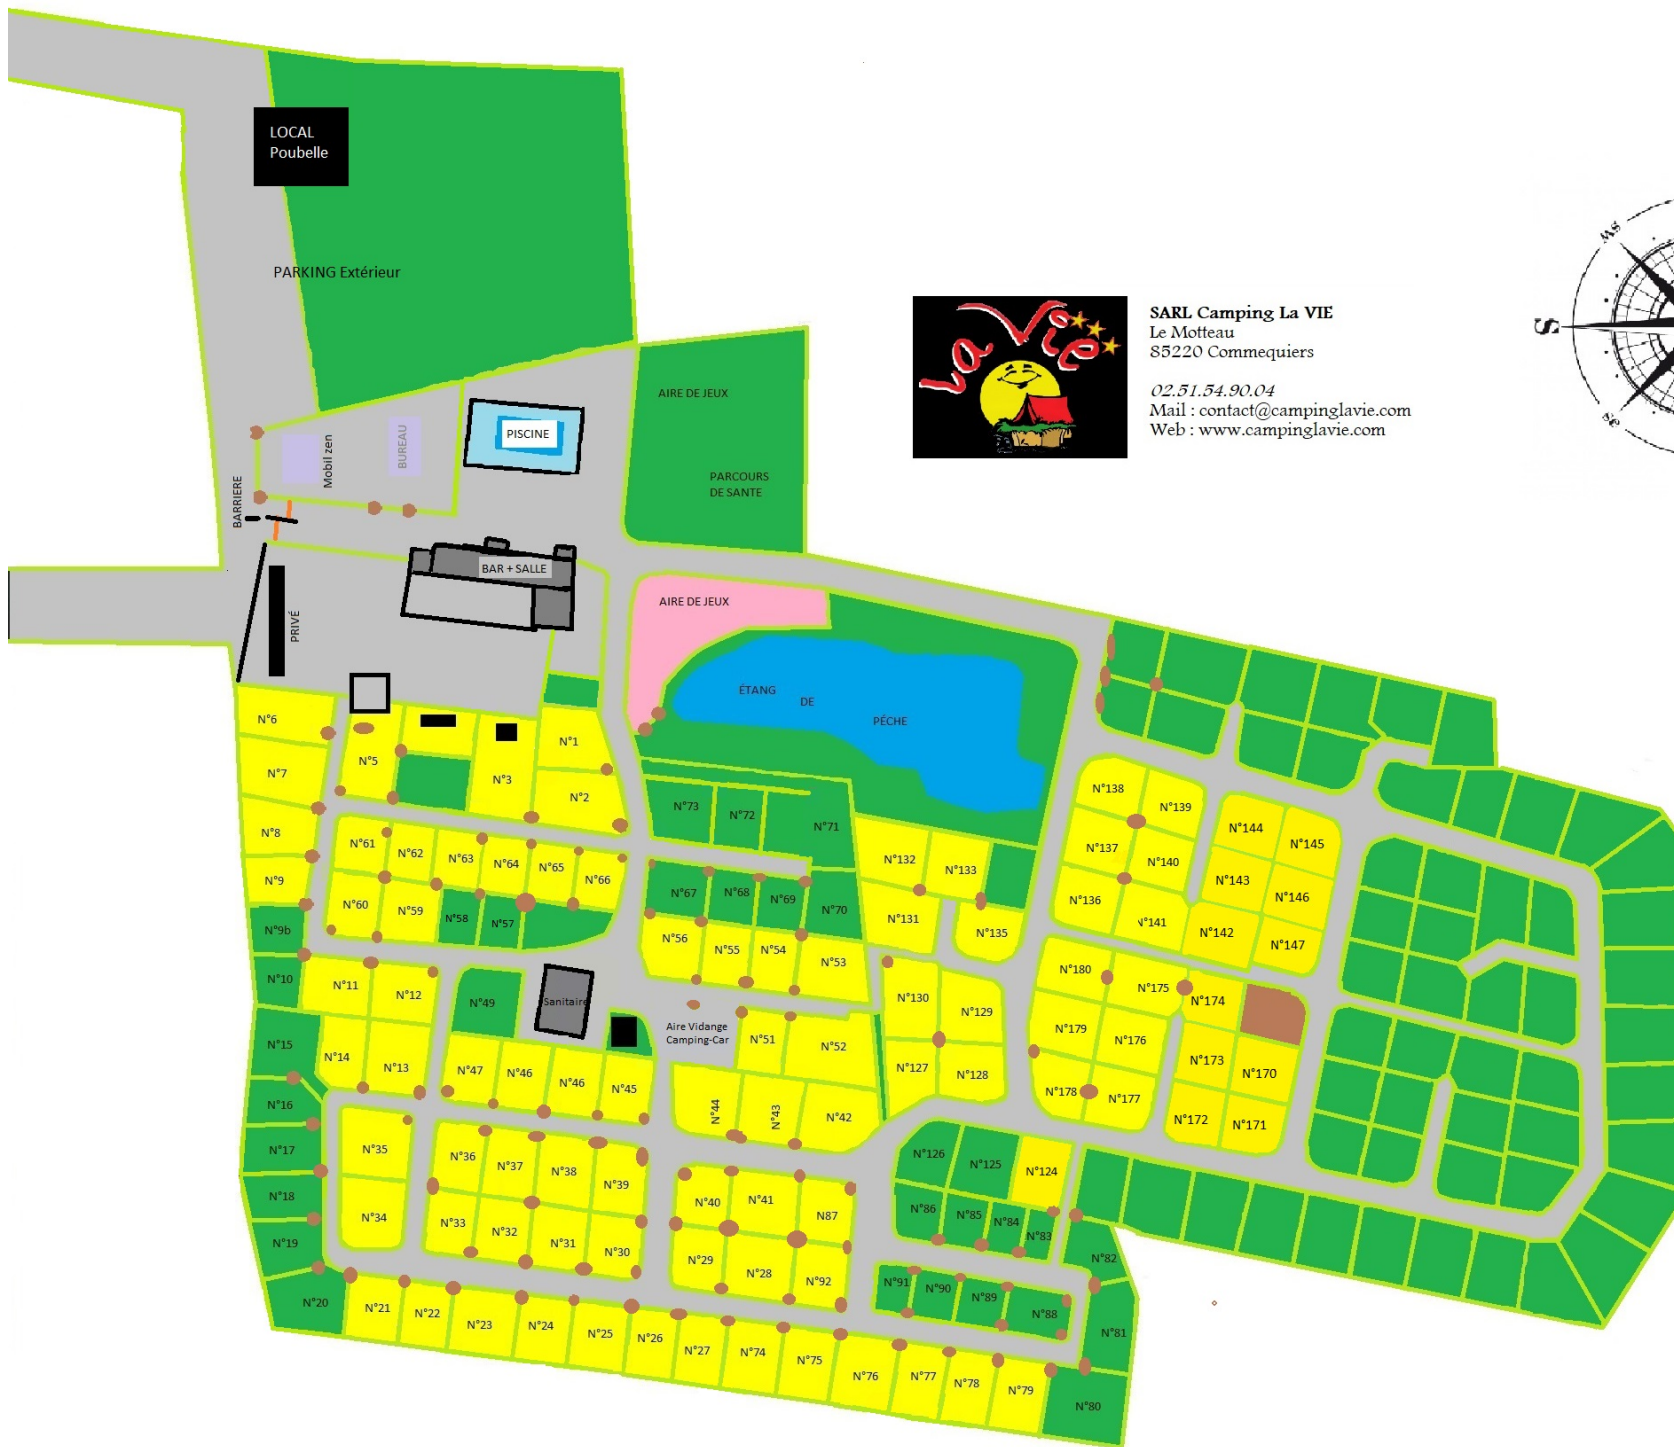 LOCAL
Poubelle
PARKING Extérieur
La Vie
SARL Camping La VIE
Le Motteau
85220 Commequiers
02.51.54.90.04
Mail : contact@campinglavie.com
Web : www.campinglavie.com
SW
S
SE
AIRE DE JEUX
PARCOURS
DE SANTE
PISCINE
BUREAU
Mobil zen
BARRIERE
BAR + SALLE
PRIVÉ
AIRE DE JEUX
ÉTANG
DE
PÊCHE
N°6
N°5
N°3
N°1
N°7
N°2
N°8
N°9
N°9b
N°10
N°61
N°62
N°63
N°64
N°65
N°66
N°60
N°59
N°58
N°57
N°73
N°72
N°71
N°67
N°68
N°69
N°70
N°56
N°55
N°54
N°53
N°132
N°133
N°131
N°135
N°138
N°139
N°137
N°140
N°136
N°141
N°144
N°145
N°143
N°146
N°142
N°147
N°11
N°12
N°14
N°13
N°49
Sanitaire
Aire Vidange
Camping-Car
N°51
N°52
N°130
N°129
N°127
N°128
N°180
N°175
N°174
N°179
N°176
N°173
N°170
N°178
N°177
N°172
N°171
N°15
N°16
N°17
N°18
N°19
N°20
N°47
N°46
N°46
N°45
N°44
N°43
N°42
N°35
N°34
N°36
N°37
N°38
N°39
N°33
N°32
N°31
N°30
N°40
N°41
N87
N°29
N°28
N°92
N°126
N°125
N°124
N°86
N°85
N°84
N°83
N°82
N°91
N°90
N°89
N°88
N°81
N°21
N°22
N°23
N°24
N°25
N°26
N°27
N°74
N°75
N°76
N°77
N°78
N°79
N°80